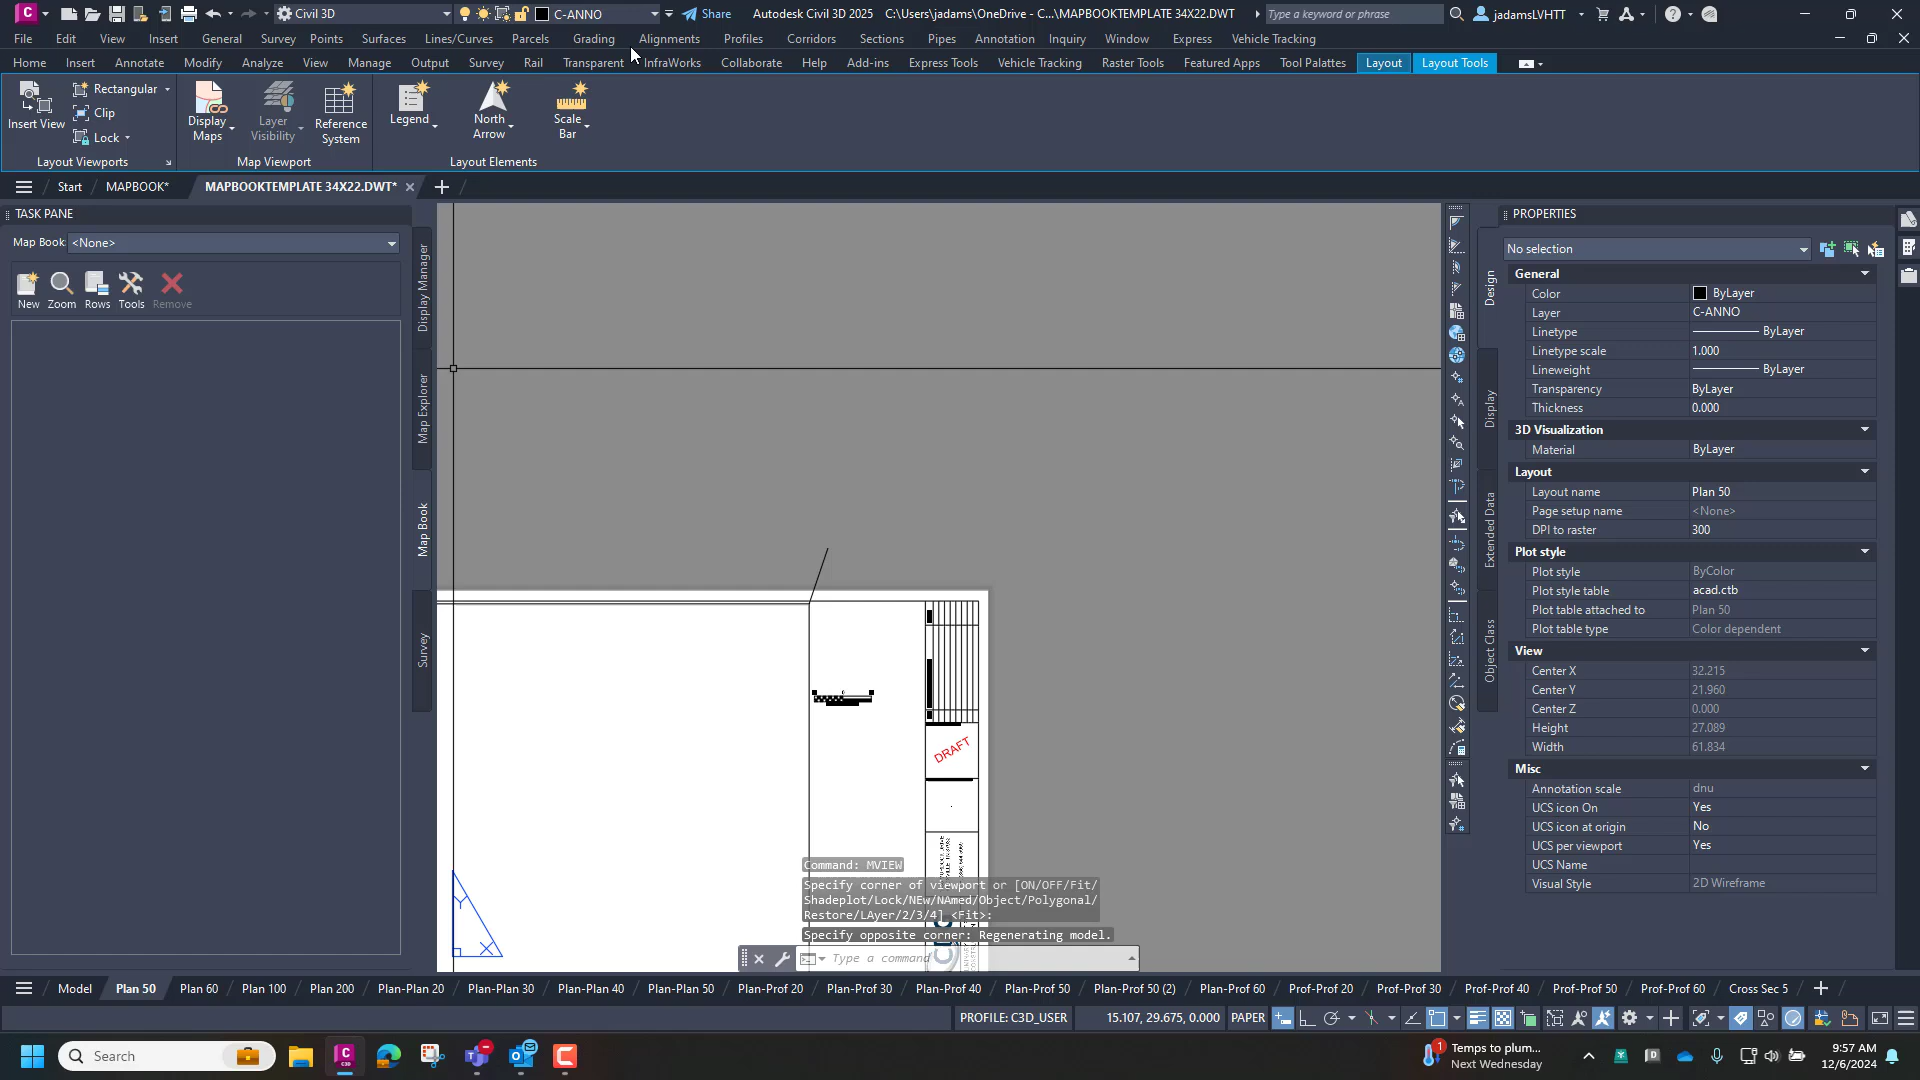 Civil 3D
C-ANNO
Share
Autodesk Civil 3D 2025 C:\Users\jadams\OneDrive - C...\MAPBOOKTEMPLATE 34X22.DWT
Type a keyword or phrase
jadamsLVHTT
File Edit View Insert General Survey Points Surfaces Lines/Curves Parcels Grading Alignments Profiles Corridors Sections Pipes Annotation Inquiry Window Express Vehicle Tracking
Home Insert Annotate Modify Analyze View Manage Output Survey Rail Transparent InfraWorks Collaborate Help Add-ins Express Tools Vehicle Tracking Raster Tools Featured Apps Tool Palettes Layout Layout Tools
Insert View
Rectangular
Clip
Lock
Layout Viewports
Display
Maps
Layer
Visibility
Reference
System
Map Viewport
Legend
North
Arrow
Scale
Bar
Layout Elements
Start MAPBOOK* MAPBOOKTEMPLATE 34X22.DWT*
TASK PANE
Map Book <None>
New Zoom Rows Tools Remove
Display Manager
Map Explorer
Map Book
Survey
DRAFT
Y
X
Command: MVIEW
Specify corner of viewport or [ON/OFF/Fit/
Shadeplot/Lock/NEw/NAmed/Object/Polygonal/
Restore/LAyer/2/3/4] <Fit>:
Specify opposite corner: Regenerating model.
Type a command
PROPERTIES
No selection
Design
Display
Extended Data
Object Class
General
Color ByLayer
Layer C-ANNO
Linetype ByLayer
Linetype scale 1.000
Lineweight ByLayer
Transparency ByLayer
Thickness 0.000
3D Visualization
Material ByLayer
Layout
Layout name Plan 50
Page setup name <None>
DPI to raster 300
Plot style
Plot style ByColor
Plot style table acad.ctb
Plot table attached to Plan 50
Plot table type Color dependent
View
Center X 32.215
Center Y 21.960
Center Z 0.000
Height 27.089
Width 61.834
Misc
Annotation scale dnu
UCS icon On Yes
UCS icon at origin No
UCS per viewport Yes
UCS Name
Visual Style 2D Wireframe
Model Plan 50 Plan 60 Plan 100 Plan 200 Plan-Plan 20 Plan-Plan 30 Plan-Plan 40 Plan-Plan 50 Plan-Prof 20 Plan-Prof 30 Plan-Prof 40 Plan-Prof 50 Plan-Prof 50 (2) Plan-Prof 60 Prof-Prof 20 Prof-Prof 30 Prof-Prof 40 Prof-Prof 50 Prof-Prof 60 Cross Sec 5
PROFILE: C3D_USER 15.107, 29.675, 0.000 PAPER
Search
1
Temps to plum...
Next Wednesday
9:57 AM
12/6/2024